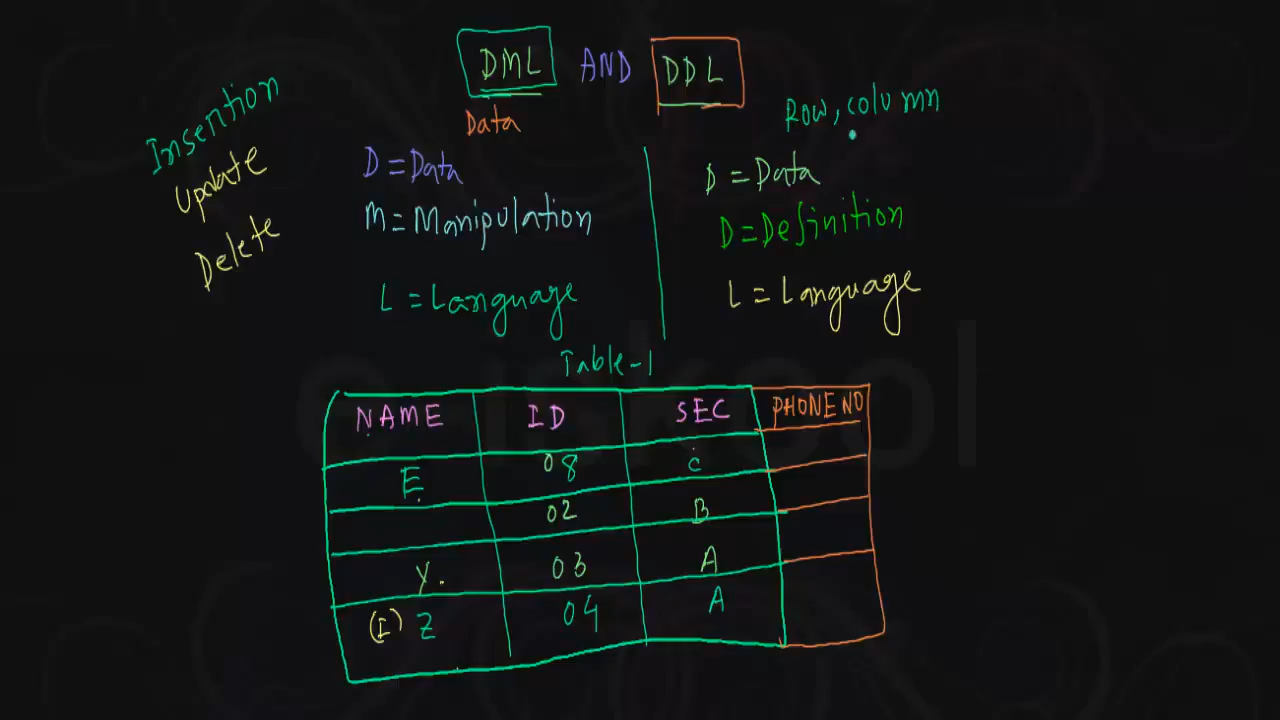 DML AND DDL
Data
Row, column
Insention
Update
Delete
D = Data
M = Manipulation
L = Language
D = Data
D = Definition
L = Language
Table-1
NAME ID SEC PHONE NO
E 08 C
02 B
Y. 03 A
(I) Z 04 A